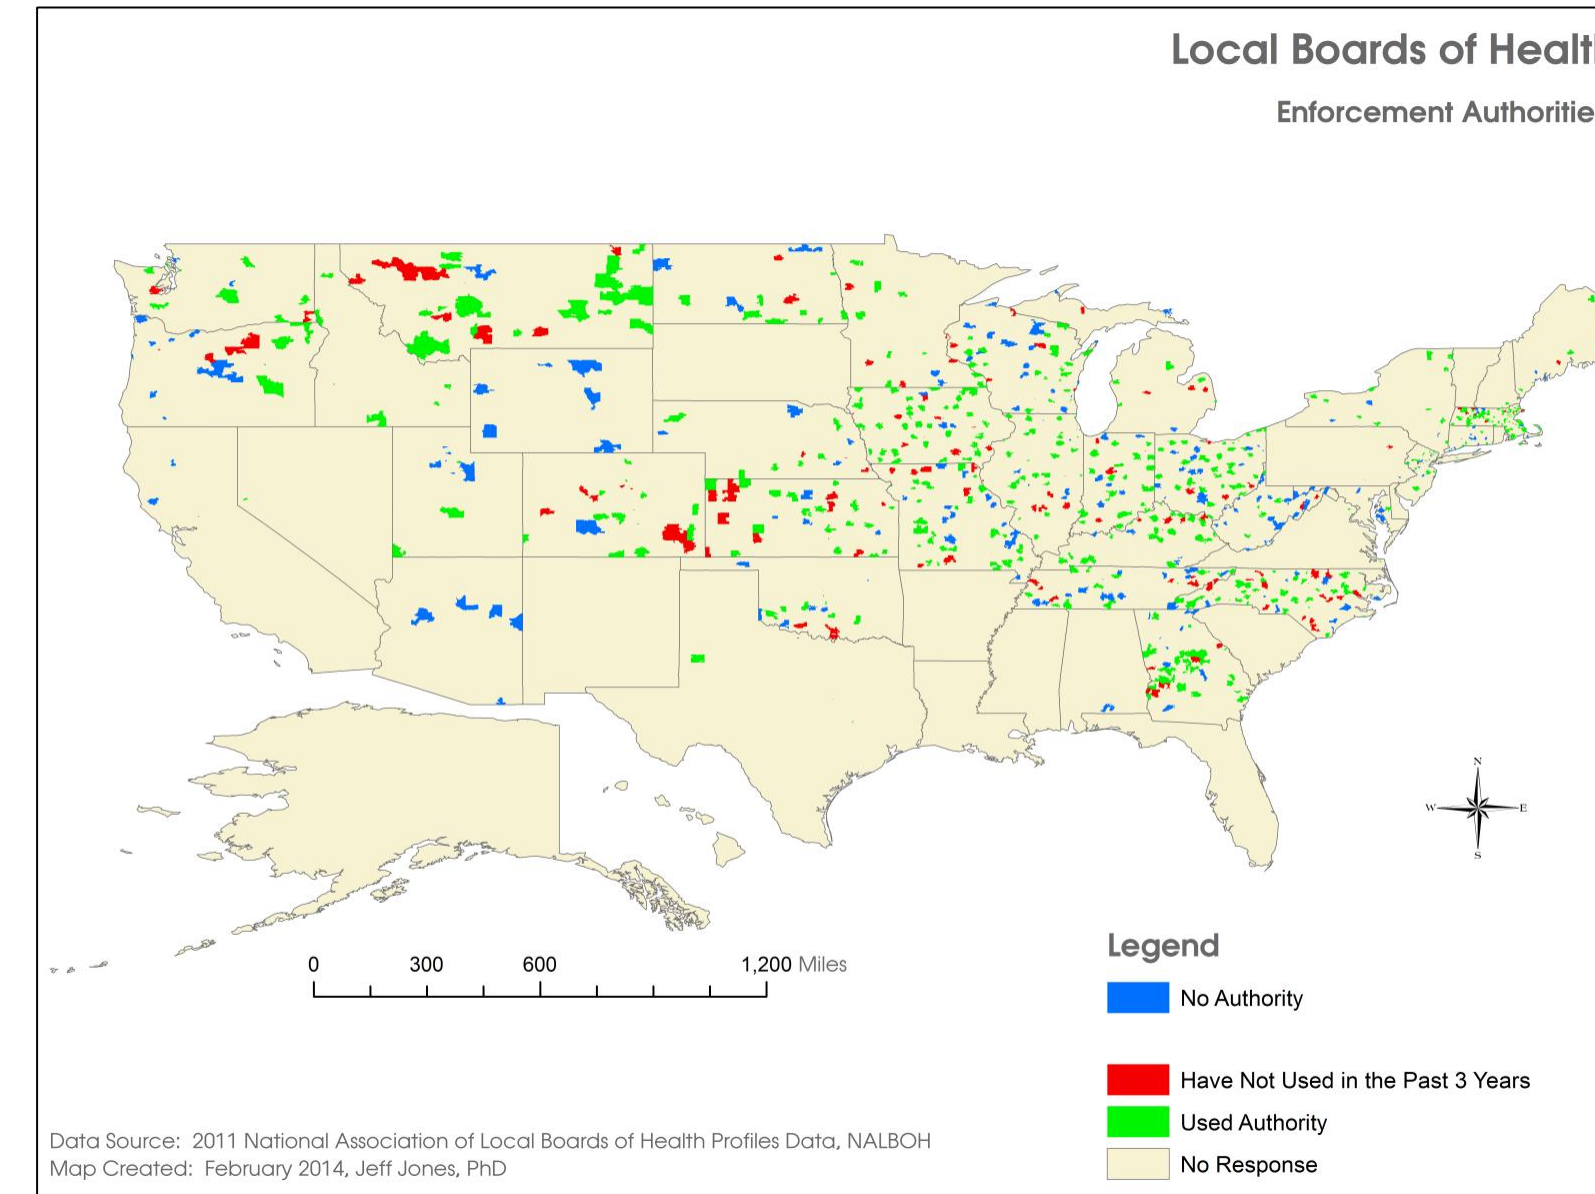 Local Boards of Healt
Enforcement Authoritie
N
W E
S
0 300 600 1,200 Miles
Legend
No Authority
Have Not Used in the Past 3 Years
Used Authority
No Response
Data Source: 2011 National Association of Local Boards of Health Profiles Data, NALBOH
Map Created: February 2014, Jeff Jones, PhD